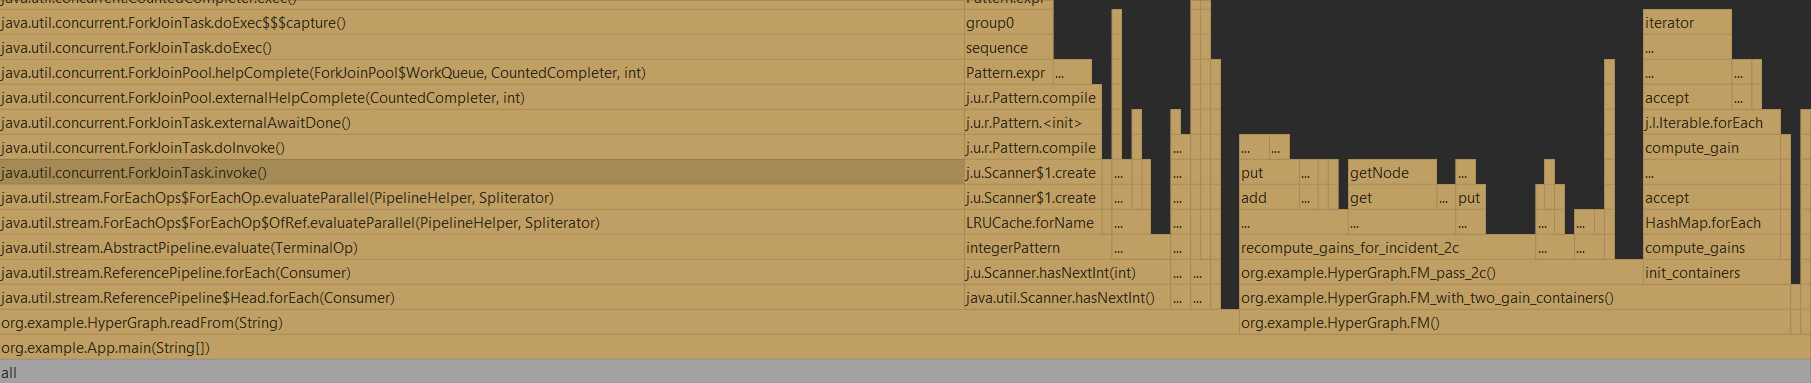 java.util.concurrent.CountedCompleter.exec() Pattern.expr
java.util.concurrent.ForkJoinTask.doExec$$$capture() group0 iterator
java.util.concurrent.ForkJoinTask.doExec() sequence ...
java.util.concurrent.ForkJoinPool.helpComplete(ForkJoinPool$WorkQueue, CountedCompleter, int) Pattern.expr ... ... ...
java.util.concurrent.ForkJoinPool.externalHelpComplete(CountedCompleter, int) j.u.r.Pattern.compile accept ...
java.util.concurrent.ForkJoinTask.externalAwaitDone() j.u.r.Pattern.<init> j.l.Iterable.forEach
java.util.concurrent.ForkJoinTask.doInvoke() j.u.r.Pattern.compile ... ... ... compute_gain
java.util.concurrent.ForkJoinTask.invoke() j.u.Scanner$1.create ... ... put ... getNode ... ...
java.util.stream.ForEachOps$ForEachOp.evaluateParallel(PipelineHelper, Spliterator) j.u.Scanner$1.create ... ... add ... get ... put accept
java.util.stream.ForEachOps$ForEachOp$OfRef.evaluateParallel(PipelineHelper, Spliterator) LRUCache.forName ... ... ... ... ... ... ... HashMap.forEach
java.util.stream.AbstractPipeline.evaluate(TerminalOp) integerPattern ... ... recompute_gains_for_incident_2c ... ... compute_gains
java.util.stream.ReferencePipeline.forEach(Consumer) j.u.Scanner.hasNextInt(int) ... ... org.example.HyperGraph.FM_pass_2c() init_containers
java.util.stream.ReferencePipeline$Head.forEach(Consumer) java.util.Scanner.hasNextInt() ... ... org.example.HyperGraph.FM_with_two_gain_containers()
org.example.HyperGraph.readFrom(String) org.example.HyperGraph.FM()
org.example.App.main(String[])
all